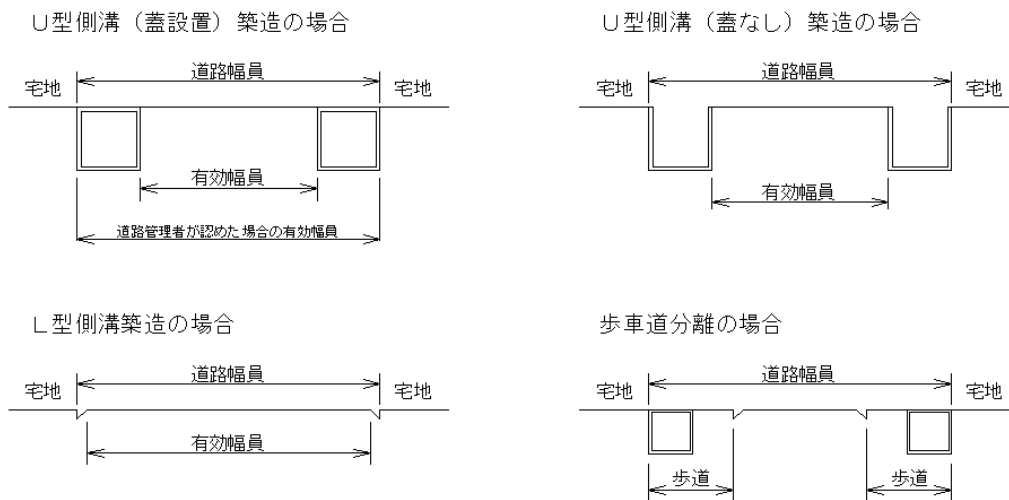 U型側溝（蓋設置）築造の場合
道路幅員
宅地
宅地
有効幅員
道路管理者が認めた場合の有効幅員
U型側溝（蓋なし）築造の場合
道路幅員
宅地
宅地
有効幅員
L型側溝築造の場合
道路幅員
宅地
宅地
有効幅員
歩車道分離の場合
道路幅員
宅地
宅地
歩道
歩道